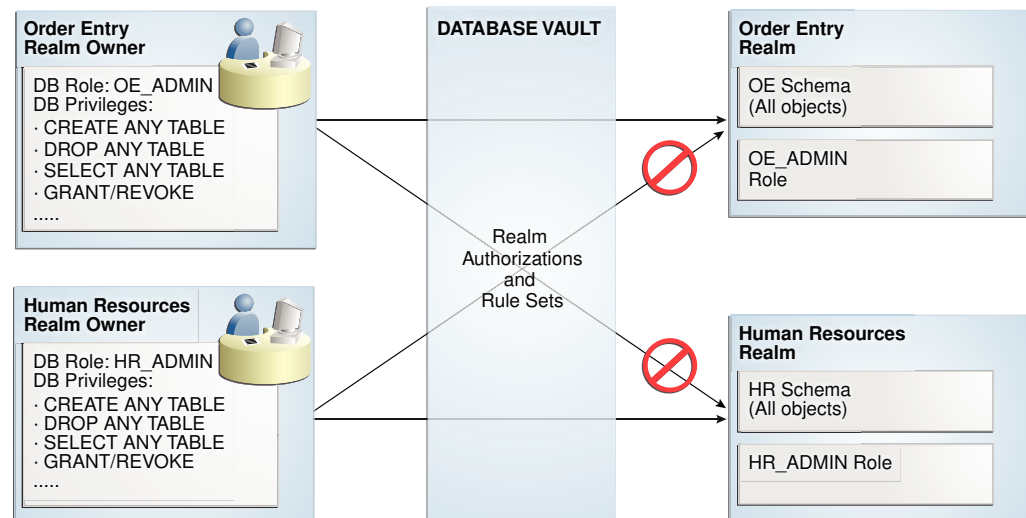 Order Entry
Realm Owner
DB Role: OE_ADMIN
DB Privileges:
· CREATE ANY TABLE
· DROP ANY TABLE
· SELECT ANY TABLE
· GRANT/REVOKE
.....
Human Resources
Realm Owner
DB Role: HR_ADMIN
DB Privileges:
· CREATE ANY TABLE
· DROP ANY TABLE
· SELECT ANY TABLE
· GRANT/REVOKE
.....
DATABASE VAULT
Realm
Authorizations
and
Rule Sets
Order Entry
Realm
OE Schema
(All objects)
OE_ADMIN
Role
Human Resources
Realm
HR Schema
(All objects)
HR_ADMIN Role